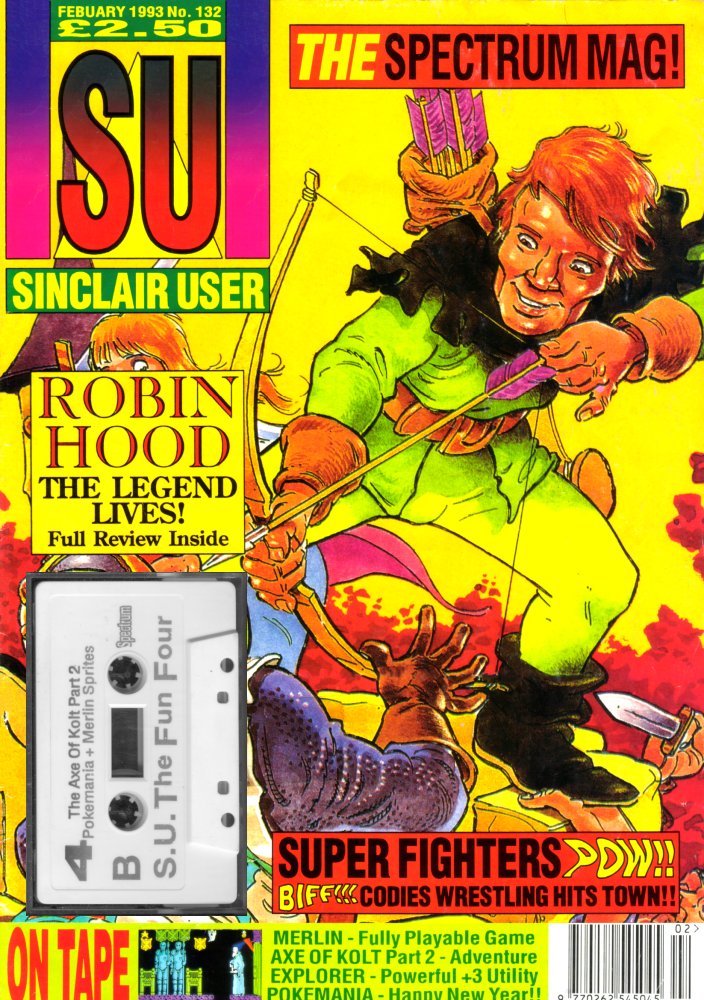 FEBUARY 1993 No. 132
£2.50
SU
SINCLAIR USER
THE SPECTRUM MAG!
ROBIN
HOOD
THE LEGEND
LIVES!
Full Review Inside
4 The Axe Of Kolt Part 2
Pokemania + Merlin Sprites
Spectrum
B S.U. The Fun Four
SUPER FIGHTERS POW!!
BIFF!!! CODIES WRESTLING HITS TOWN!!
ON TAPE
MERLIN - Fully Playable Game
AXE OF KOLT Part 2 - Adventure
EXPLORER - Powerful +3 Utility
POKEMANIA - Happy New Year!!
02>
9 770262 545045